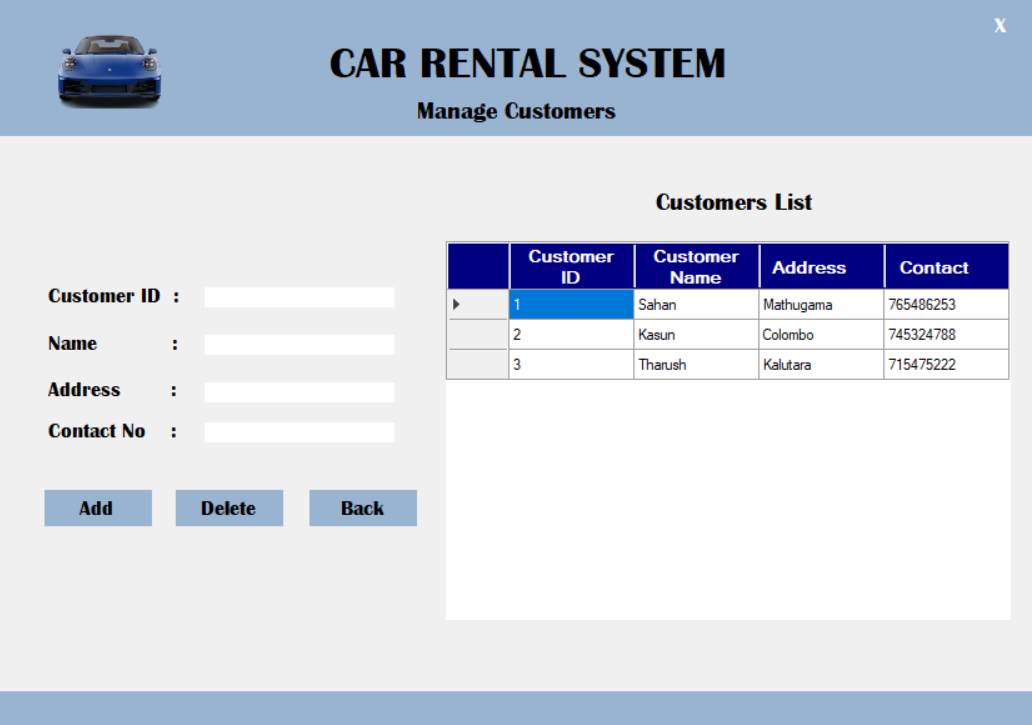 X
CAR RENTAL SYSTEM
Manage Customers
Customers List
Customer ID Customer Name Address Contact
1 Sahan Mathugama 765486253
2 Kasun Colombo 745324788
3 Tharush Kalutara 715475222
Customer ID :
Name :
Address :
Contact No :
Add Delete Back